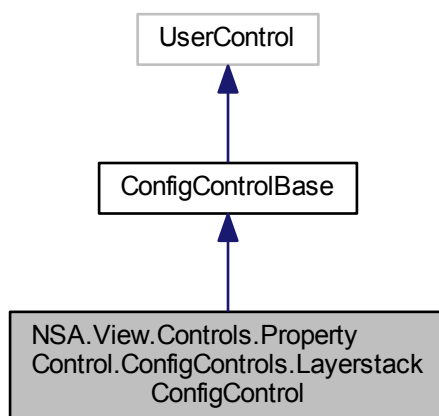 UserControl
ConfigControlBase
NSA.View.Controls.Property
Control.ConfigControls.Layerstack
ConfigControl